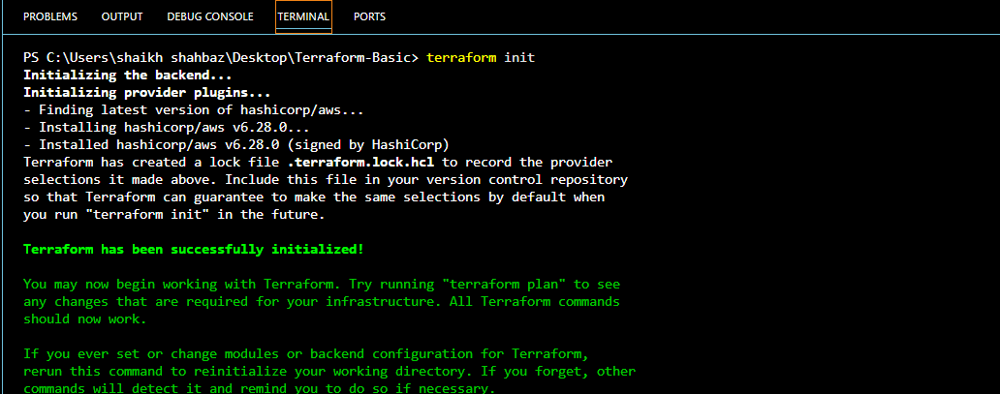 PROBLEMS OUTPUT DEBUG CONSOLE TERMINAL PORTS
PS C:\Users\shaikh shahbaz\Desktop\Terraform-Basic> terraform init
Initializing the backend...
Initializing provider plugins...
- Finding latest version of hashicorp/aws...
- Installing hashicorp/aws v6.28.0...
- Installed hashicorp/aws v6.28.0 (signed by HashiCorp)
Terraform has created a lock file .terraform.lock.hcl to record the provider
selections it made above. Include this file in your version control repository
so that Terraform can guarantee to make the same selections by default when
you run "terraform init" in the future.
Terraform has been successfully initialized!
You may now begin working with Terraform. Try running "terraform plan" to see
any changes that are required for your infrastructure. All Terraform commands
should now work.
If you ever set or change modules or backend configuration for Terraform,
rerun this command to reinitialize your working directory. If you forget, other
commands will detect it and remind you to do so if necessary.